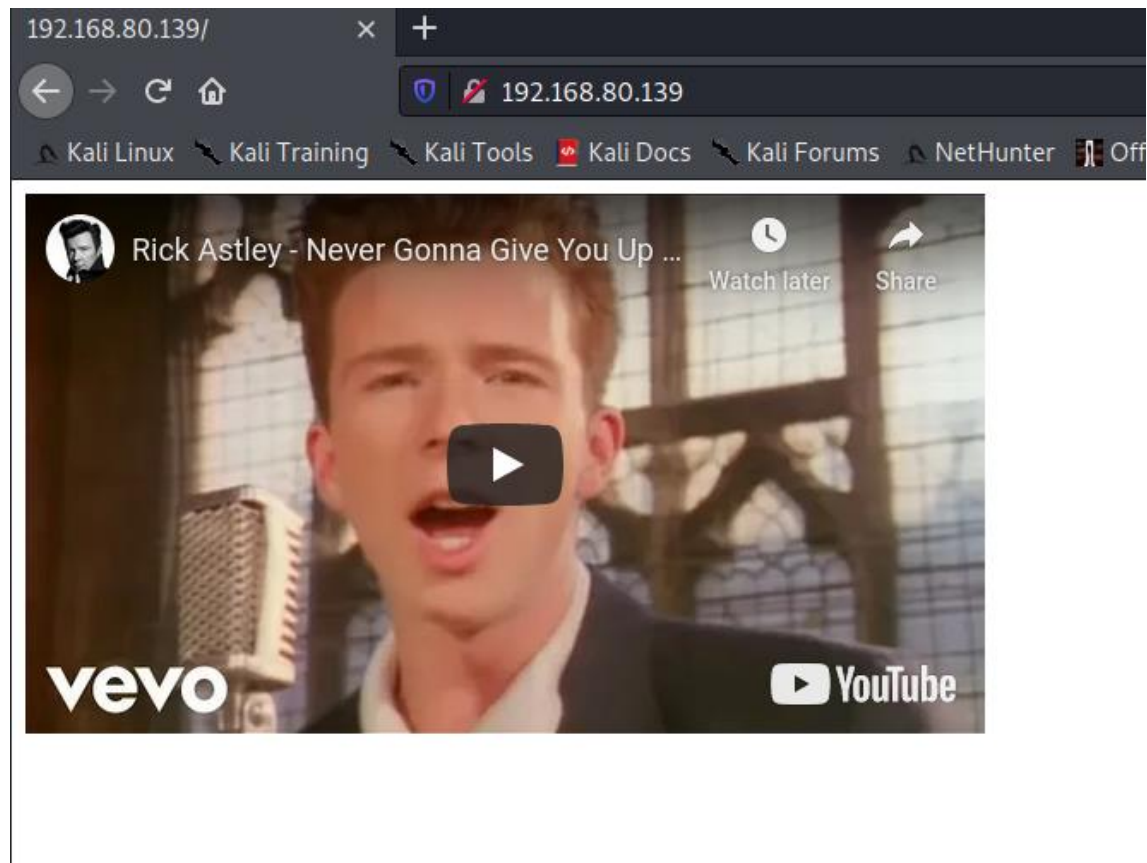 192.168.80.139/
192.168.80.139
Kali Linux Kali Training Kali Tools Kali Docs Kali Forums NetHunter Off
Rick Astley - Never Gonna Give You Up ...
Watch later Share
vevo YouTube